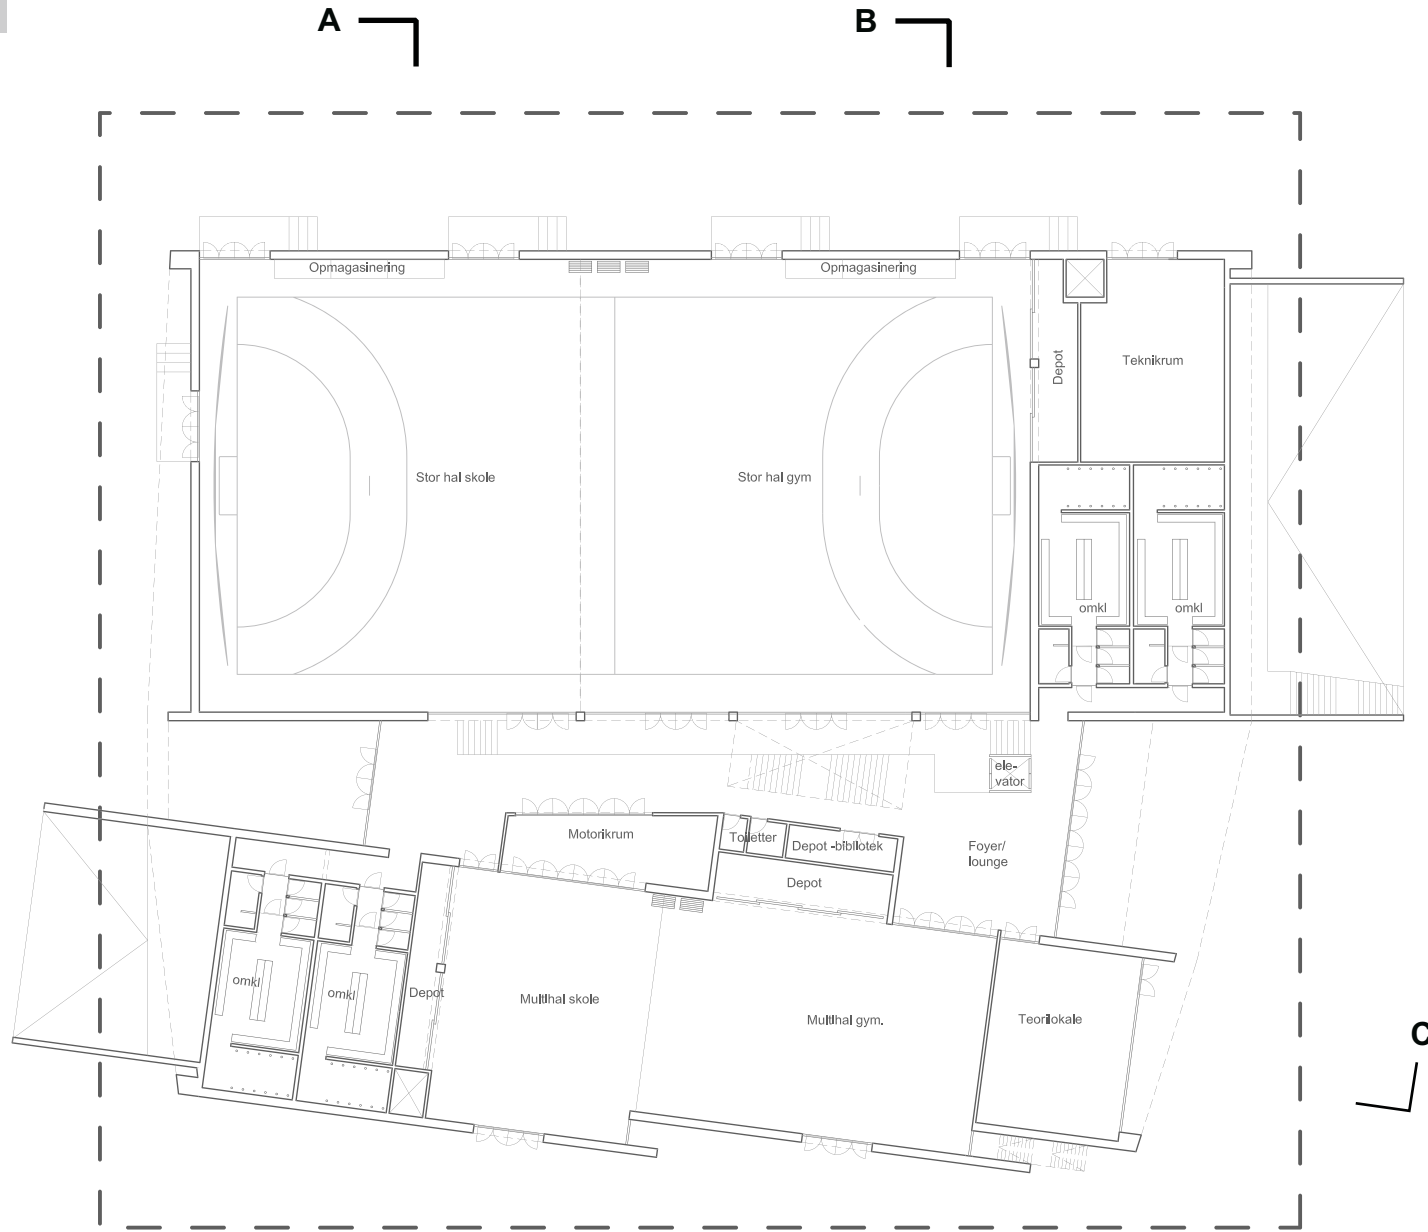 A
B
Opmagasinering
Opmagasinering
Depot
Teknikrum
Stor hal skole
Stor hal gym
omkl
omkl
ele-
vator
Motorikrum
Toiletter
Depot -bibliotek
Foyer/
lounge
Depot
omkl
omkl
Depot
Multihal skole
Multihal gym.
Teorilokale
C